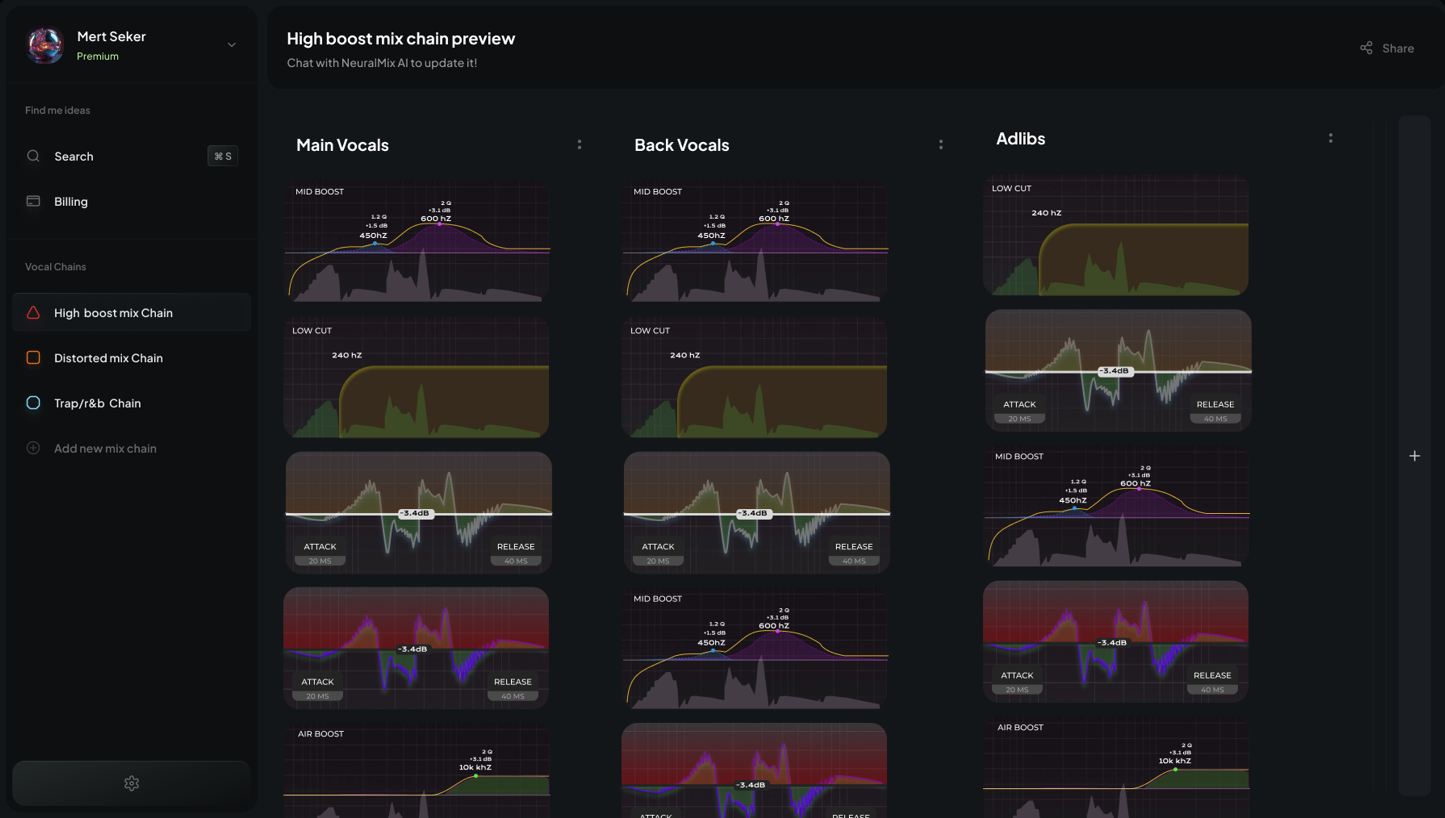 Mert Seker
Premium
Find me ideas
Search
⌘ S
Billing
Vocal Chains
High boost mix Chain
Distorted mix Chain
Trap/r&b Chain
Add new mix chain
High boost mix chain preview
Chat with NeuralMix AI to update it!
Share
Main Vocals
MID BOOST
2 Q
+3.1 dB
600 hZ
1.2 Q
+1.5 dB
450hZ
LOW CUT
240 hZ
-3.4dB
ATTACK
20 MS
RELEASE
40 MS
-3.4dB
ATTACK
20 MS
RELEASE
40 MS
AIR BOOST
2 Q
+3.1 dB
10k khZ
Back Vocals
MID BOOST
2 Q
+3.1 dB
600 hZ
1.2 Q
+1.5 dB
450hZ
LOW CUT
240 hZ
-3.4dB
ATTACK
20 MS
RELEASE
40 MS
MID BOOST
2 Q
+3.1 dB
600 hZ
1.2 Q
+1.5 dB
450hZ
-3.4dB
ATTACK
RELEASE
Adlibs
LOW CUT
240 hZ
-3.4dB
ATTACK
20 MS
RELEASE
40 MS
MID BOOST
2 Q
+3.1 dB
600 hZ
1.2 Q
+1.5 dB
450hZ
-3.4dB
ATTACK
20 MS
RELEASE
40 MS
AIR BOOST
2 Q
+3.1 dB
10k khZ